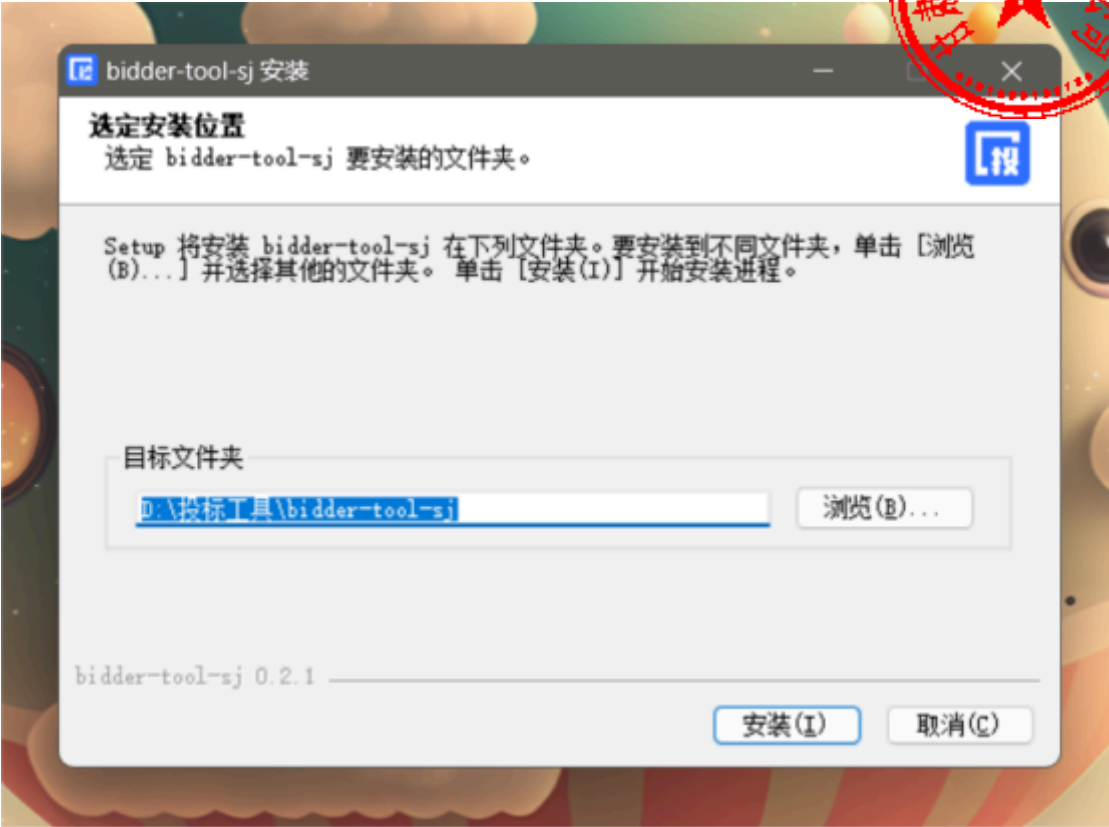 bidder-tool-sj 安装
选定安装位置
选定 bidder-tool-sj 要安装的文件夹。
投
Setup 将安装 bidder-tool-sj 在下列文件夹。要安装到不同文件夹，单击 [浏览
(B)...] 并选择其他的文件夹。 单击 [安装(I)] 开始安装进程。
目标文件夹
D:\投标工具\bidder-tool-sj
浏览(B)...
bidder-tool-sj 0.2.1
安装(I)
取消(C)